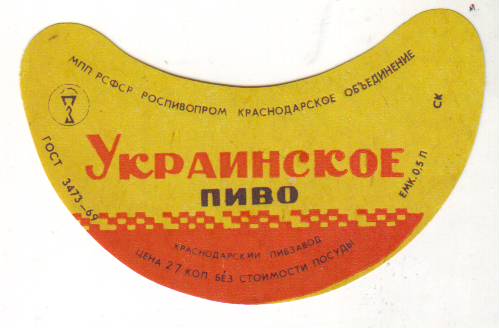 МПП РСФСР РОСПИВОПРОМ КРАСНОДАРСКОЕ ОБЪЕДИНЕНИЕ
СК
ГОСТ 3473-69
УКРАИНСКОЕ
ПИВО
ЕМК. 0,5 Л
КРАСНОДАРСКИЙ ПИВЗАВОД
ЦЕНА 27 КОП БЕЗ СТОИМОСТИ ПОСУДЫ